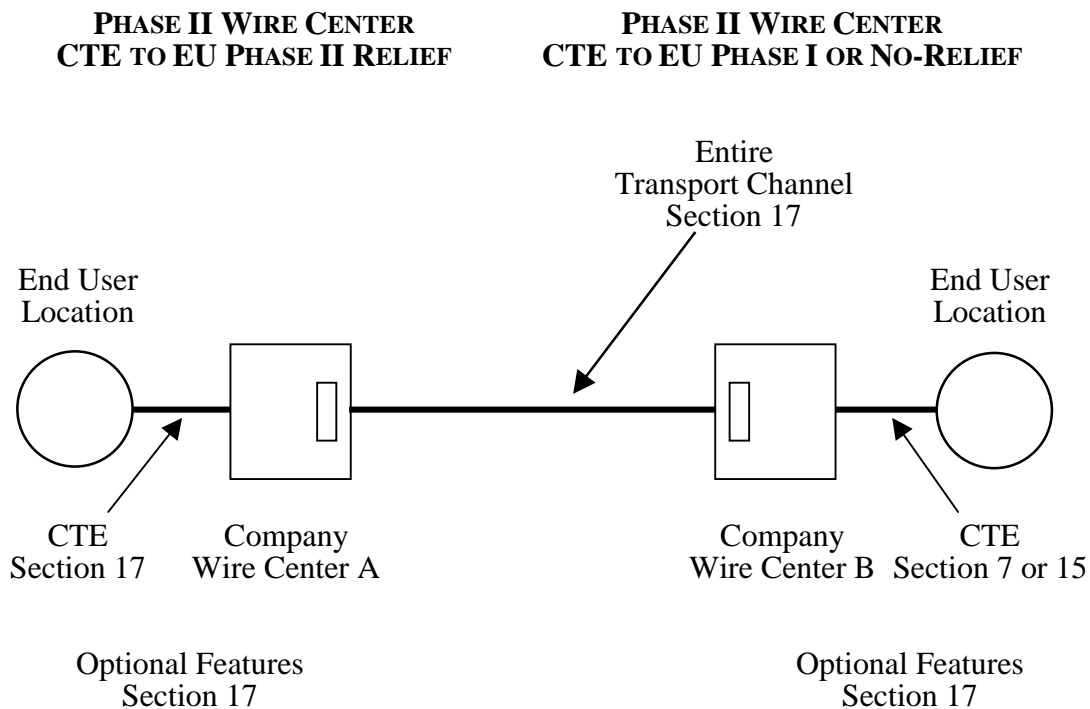 PHASE II WIRE CENTER
CTE TO EU PHASE II RELIEF
PHASE II WIRE CENTER
CTE TO EU PHASE I OR NO-RELIEF
Entire
Transport Channel
Section 17
End User
Location
End User
Location
CTE
Section 17
Company
Wire Center A
Company
Wire Center B
CTE
Section 7 or 15
Optional Features
Section 17
Optional Features
Section 17